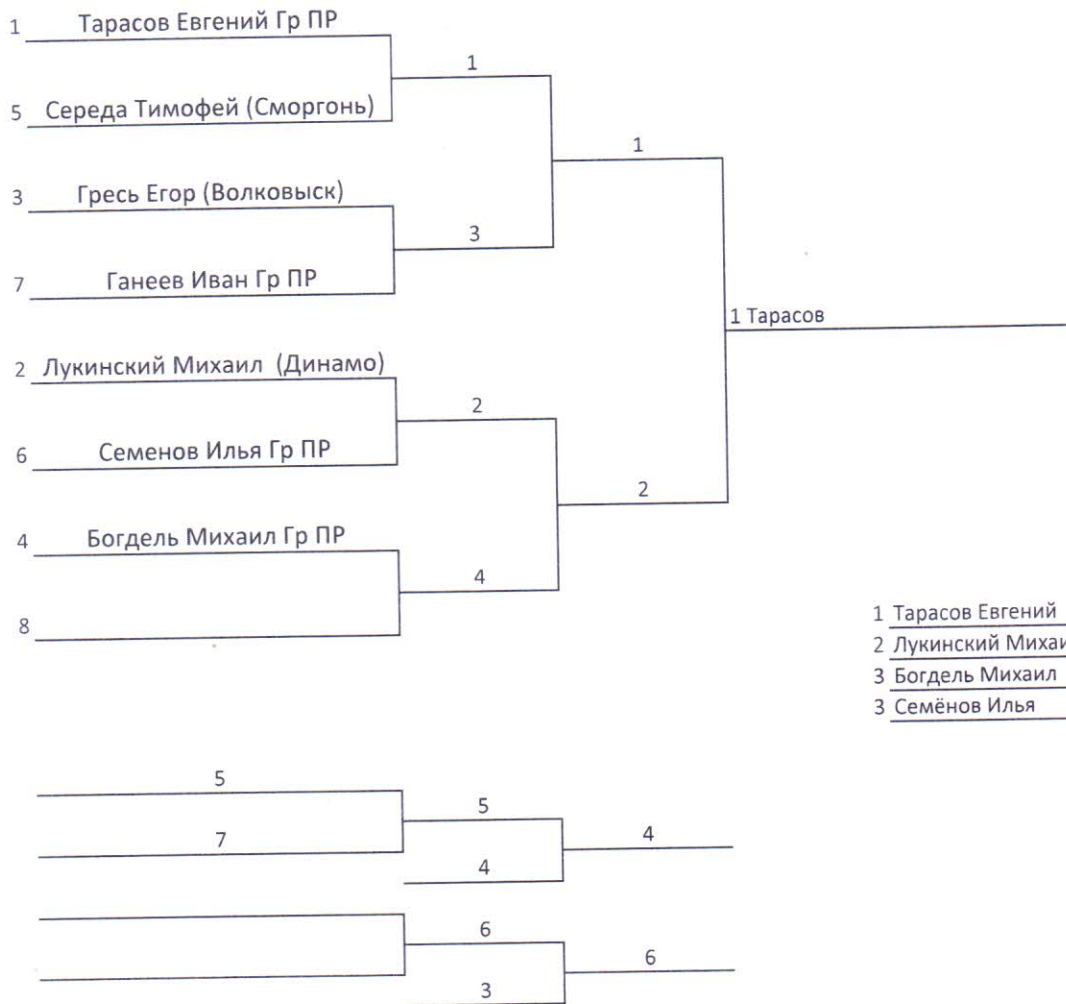 1 Тарасов Евгений Гр ПР
1
5 Середа Тимофей (Сморгонь)
1
3 Гресь Егор (Волковыск)
3
7 Ганеев Иван Гр ПР
1 Тарасов
2 Лукинский Михаил (Динамо)
2
6 Семенов Илья Гр ПР
2
4 Богдель Михаил Гр ПР
4
8
1 Тарасов Евгений
2 Лукинский Михаи
3 Богдель Михаил
3 Семёнов Илья
5
5
7
4
4
6
6
3